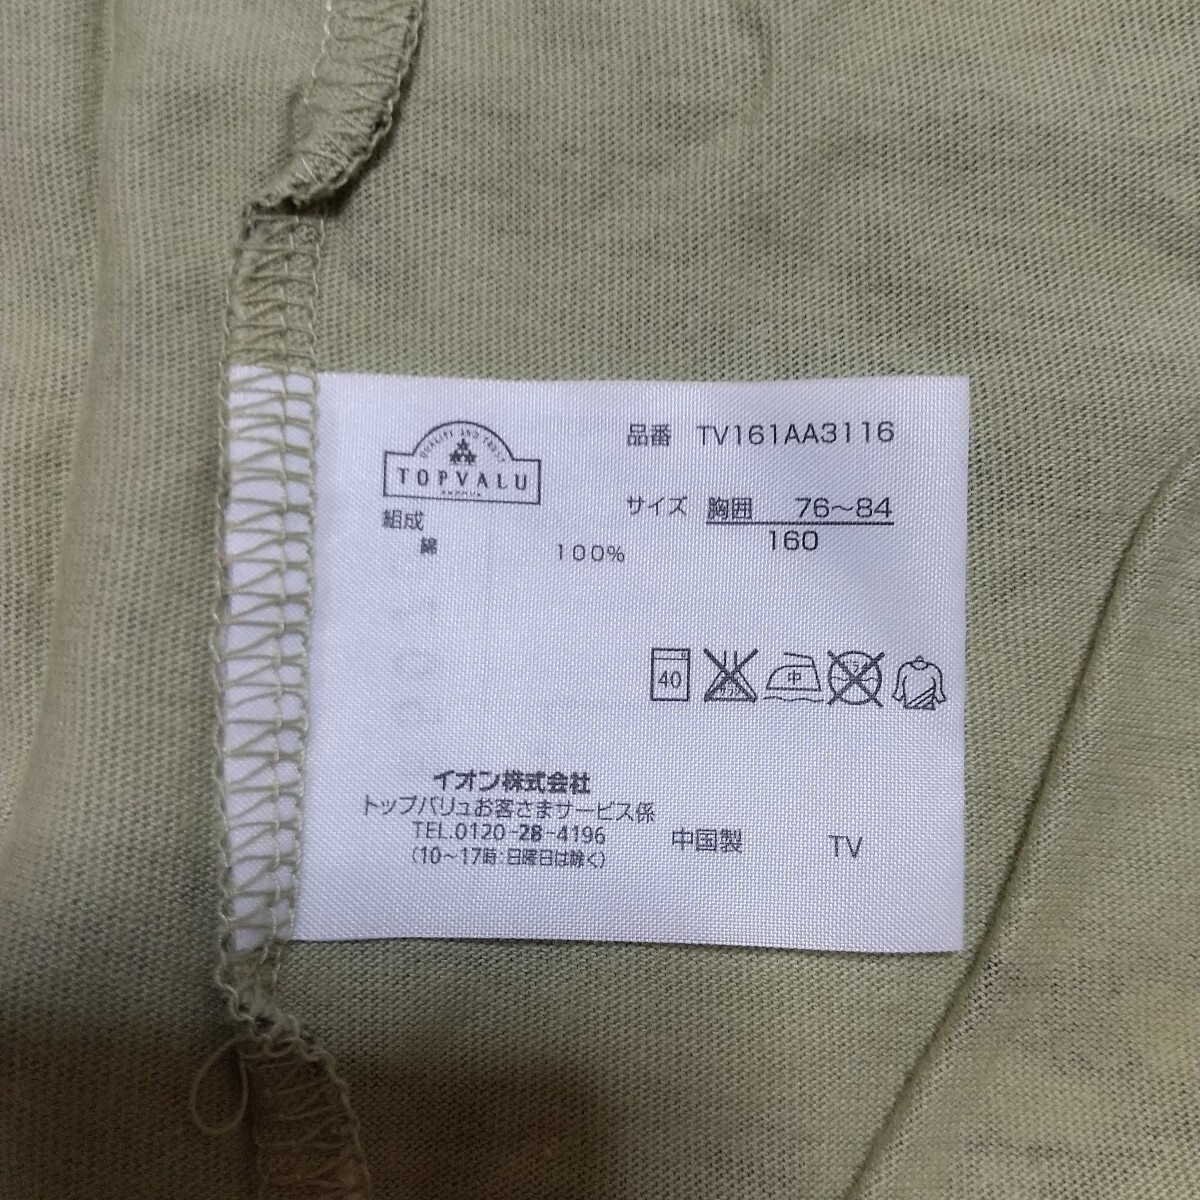 QUALITY AND TRUST
TOPVALU
品番 TV161AA3116
サイズ 胸囲 76〜84
160
組成
綿 100%
40
中
イオン株式会社
トップバリュお客さまサービス係
TEL.0120-28-4196
（10〜17時:日曜日は除く）
中国製 TV